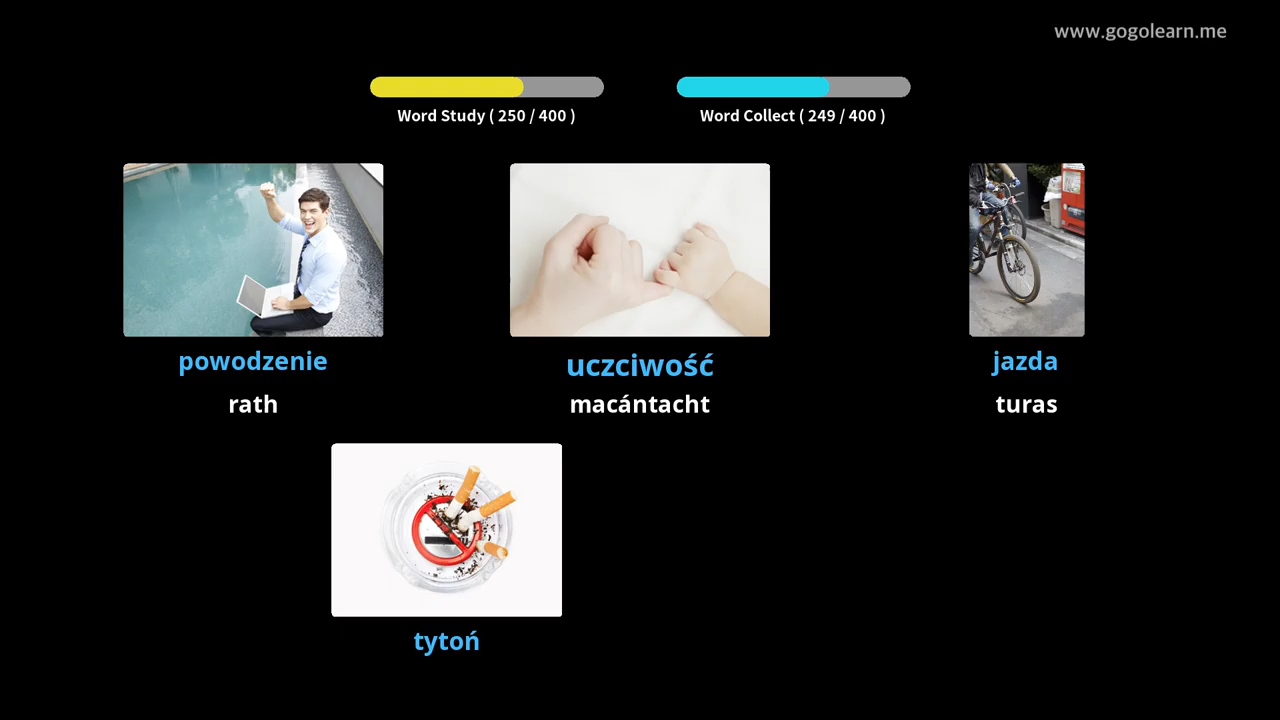 www.gogolearn.me
Word Study ( 250 / 400 )
Word Collect ( 249 / 400 )
powodzenie
uczciwość
jazda
rath
macántacht
turas
tytoń